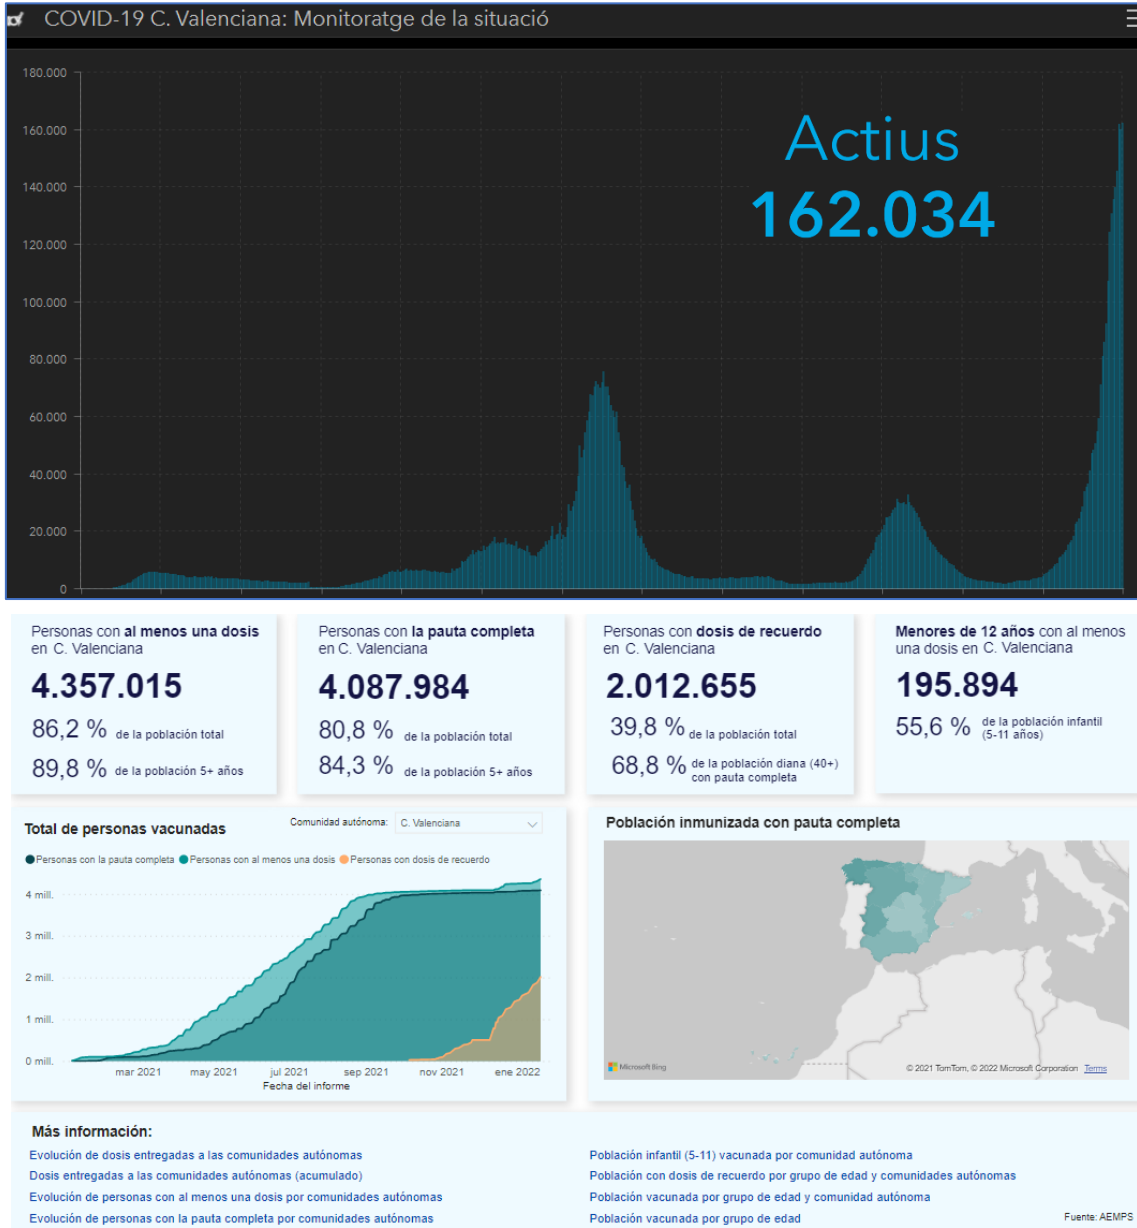 COVID-19 C. Valenciana: Monitoratge de la situació
180.000
160.000
140.000
120.000
100.000
80.000
60.000
40.000
20.000
0
Actius
162.034
Personas con al menos una dosis
en C. Valenciana
4.357.015
86,2 % de la población total
89,8 % de la población 5+ años
Personas con la pauta completa
en C. Valenciana
4.087.984
80,8 % de la población total
84,3 % de la población 5+ años
Personas con dosis de recuerdo
en C. Valenciana
2.012.655
39,8 % de la población total
68,8 % de la población diana (40+)
con pauta completa
Menores de 12 años con al menos
una dosis en C. Valenciana
195.894
55,6 % de la población infantil
(5-11 años)
Total de personas vacunadas
Comunidad autónoma: C. Valenciana
Personas con la pauta completa Personas con al menos una dosis Personas con dosis de recuerdo
4 mill.
3 mill.
2 mill.
1 mill.
0 mill.
mar 2021 may 2021 jul 2021 sep 2021 nov 2021 ene 2022
Fecha del informe
Población inmunizada con pauta completa
Microsoft Bing
© 2021 TomTom, © 2022 Microsoft Corporation Terms
Más información:
Evolución de dosis entregadas a las comunidades autónomas
Dosis entregadas a las comunidades autónomas (acumulado)
Evolución de personas con al menos una dosis por comunidades autónomas
Evolución de personas con la pauta completa por comunidades autónomas
Población infantil (5-11) vacunada por comunidad autónoma
Población con dosis de recuerdo por grupo de edad y comunidades autónomas
Población vacunada por grupo de edad y comunidad autónoma
Población vacunada por grupo de edad
Fuente: AEMPS